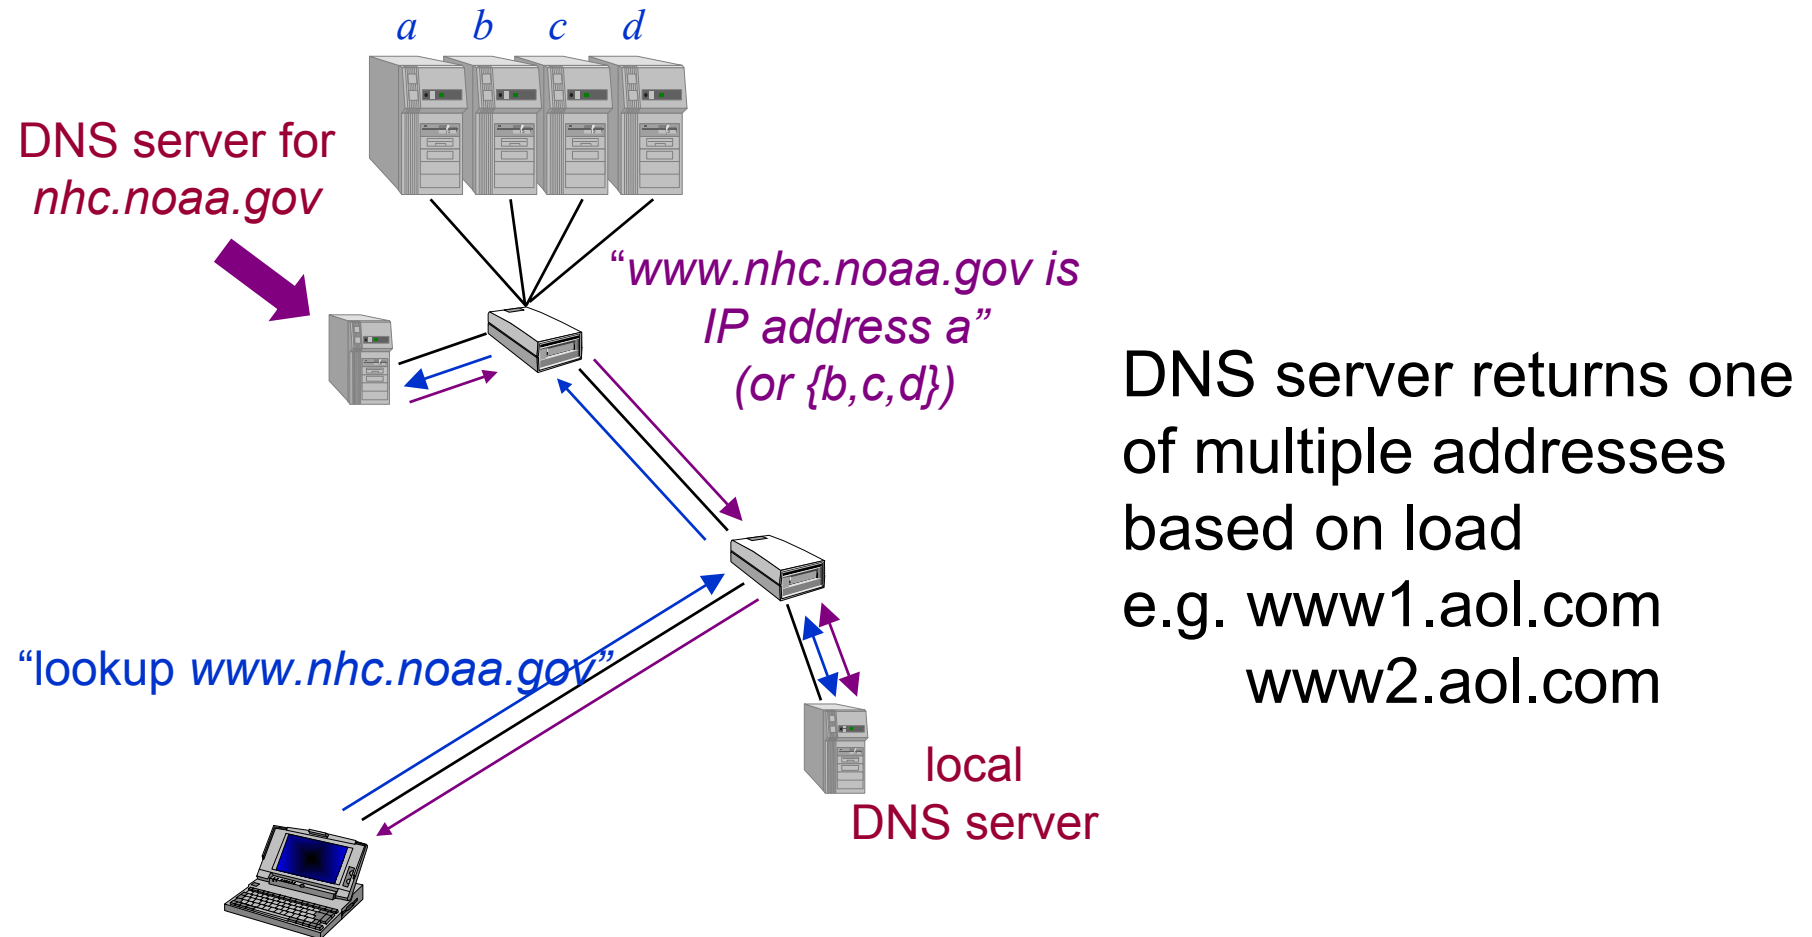 a b c d
DNS server for
nhc.noaa.gov
“www.nhc.noaa.gov is
IP address a”
(or {b,c,d})
“lookup www.nhc.noaa.gov”
local
DNS server
DNS server returns one
of multiple addresses
based on load
e.g. www1.aol.com
www2.aol.com